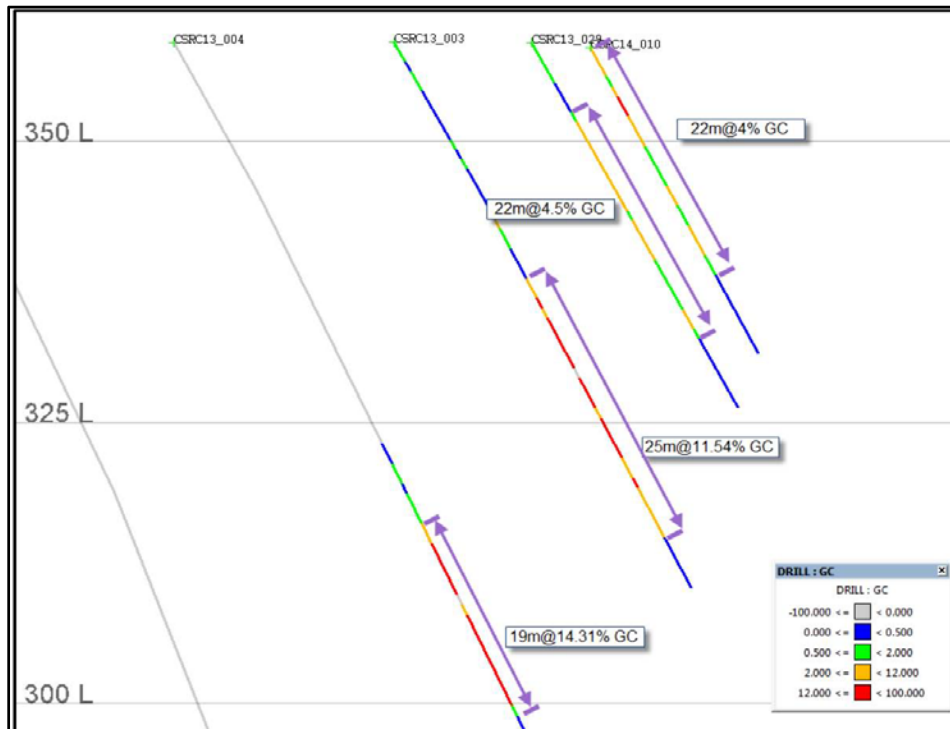 CSRC13_004
CSRC13_003
CSRC13_029
CSRC14_010
350 L
22m@4% GC
22m@4.5% GC
325 L
25m@11.54% GC
19m@14.31% GC
300 L
DRILL : GC
DRILL : GC
-100.000 <= < 0.000
0.000 <= < 0.500
0.500 <= < 2.000
2.000 <= < 12.000
12.000 <= < 100.000